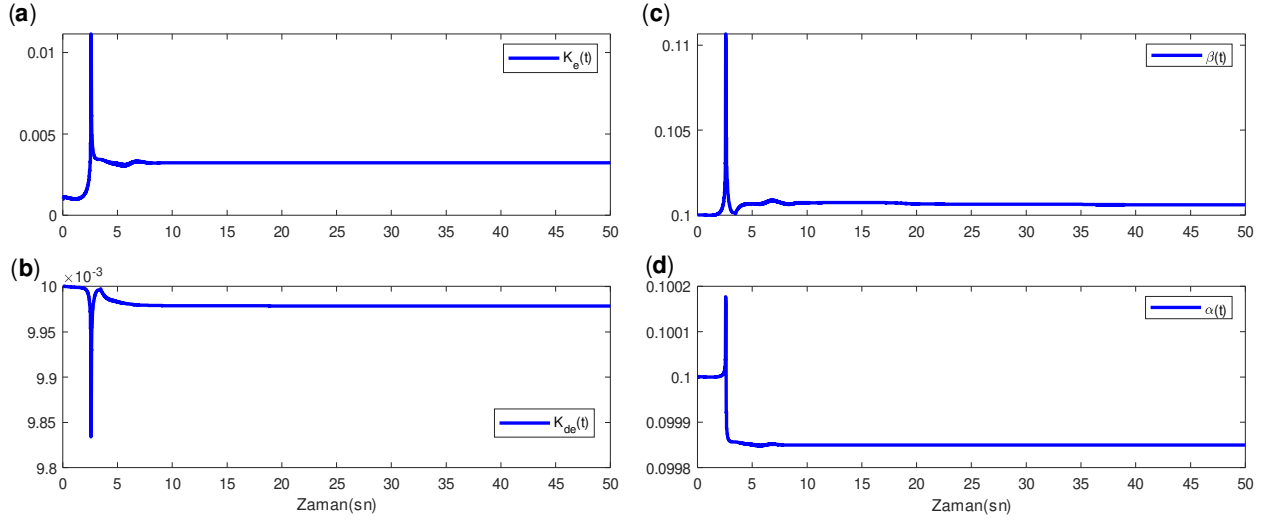 (a)
0.01
0.005
0
K_e(t)
0 5 10 15 20 25 30 35 40 45 50
(b)
×10^-3
10
9.95
9.9
9.85
9.8
K_de(t)
0 5 10 15 20 25 30 35 40 45 50
Zaman(sn)
(c)
0.11
0.105
0.1
β(t)
0 5 10 15 20 25 30 35 40 45 50
(d)
0.1002
0.1001
0.1
0.0999
0.0998
α(t)
0 5 10 15 20 25 30 35 40 45 50
Zaman(sn)